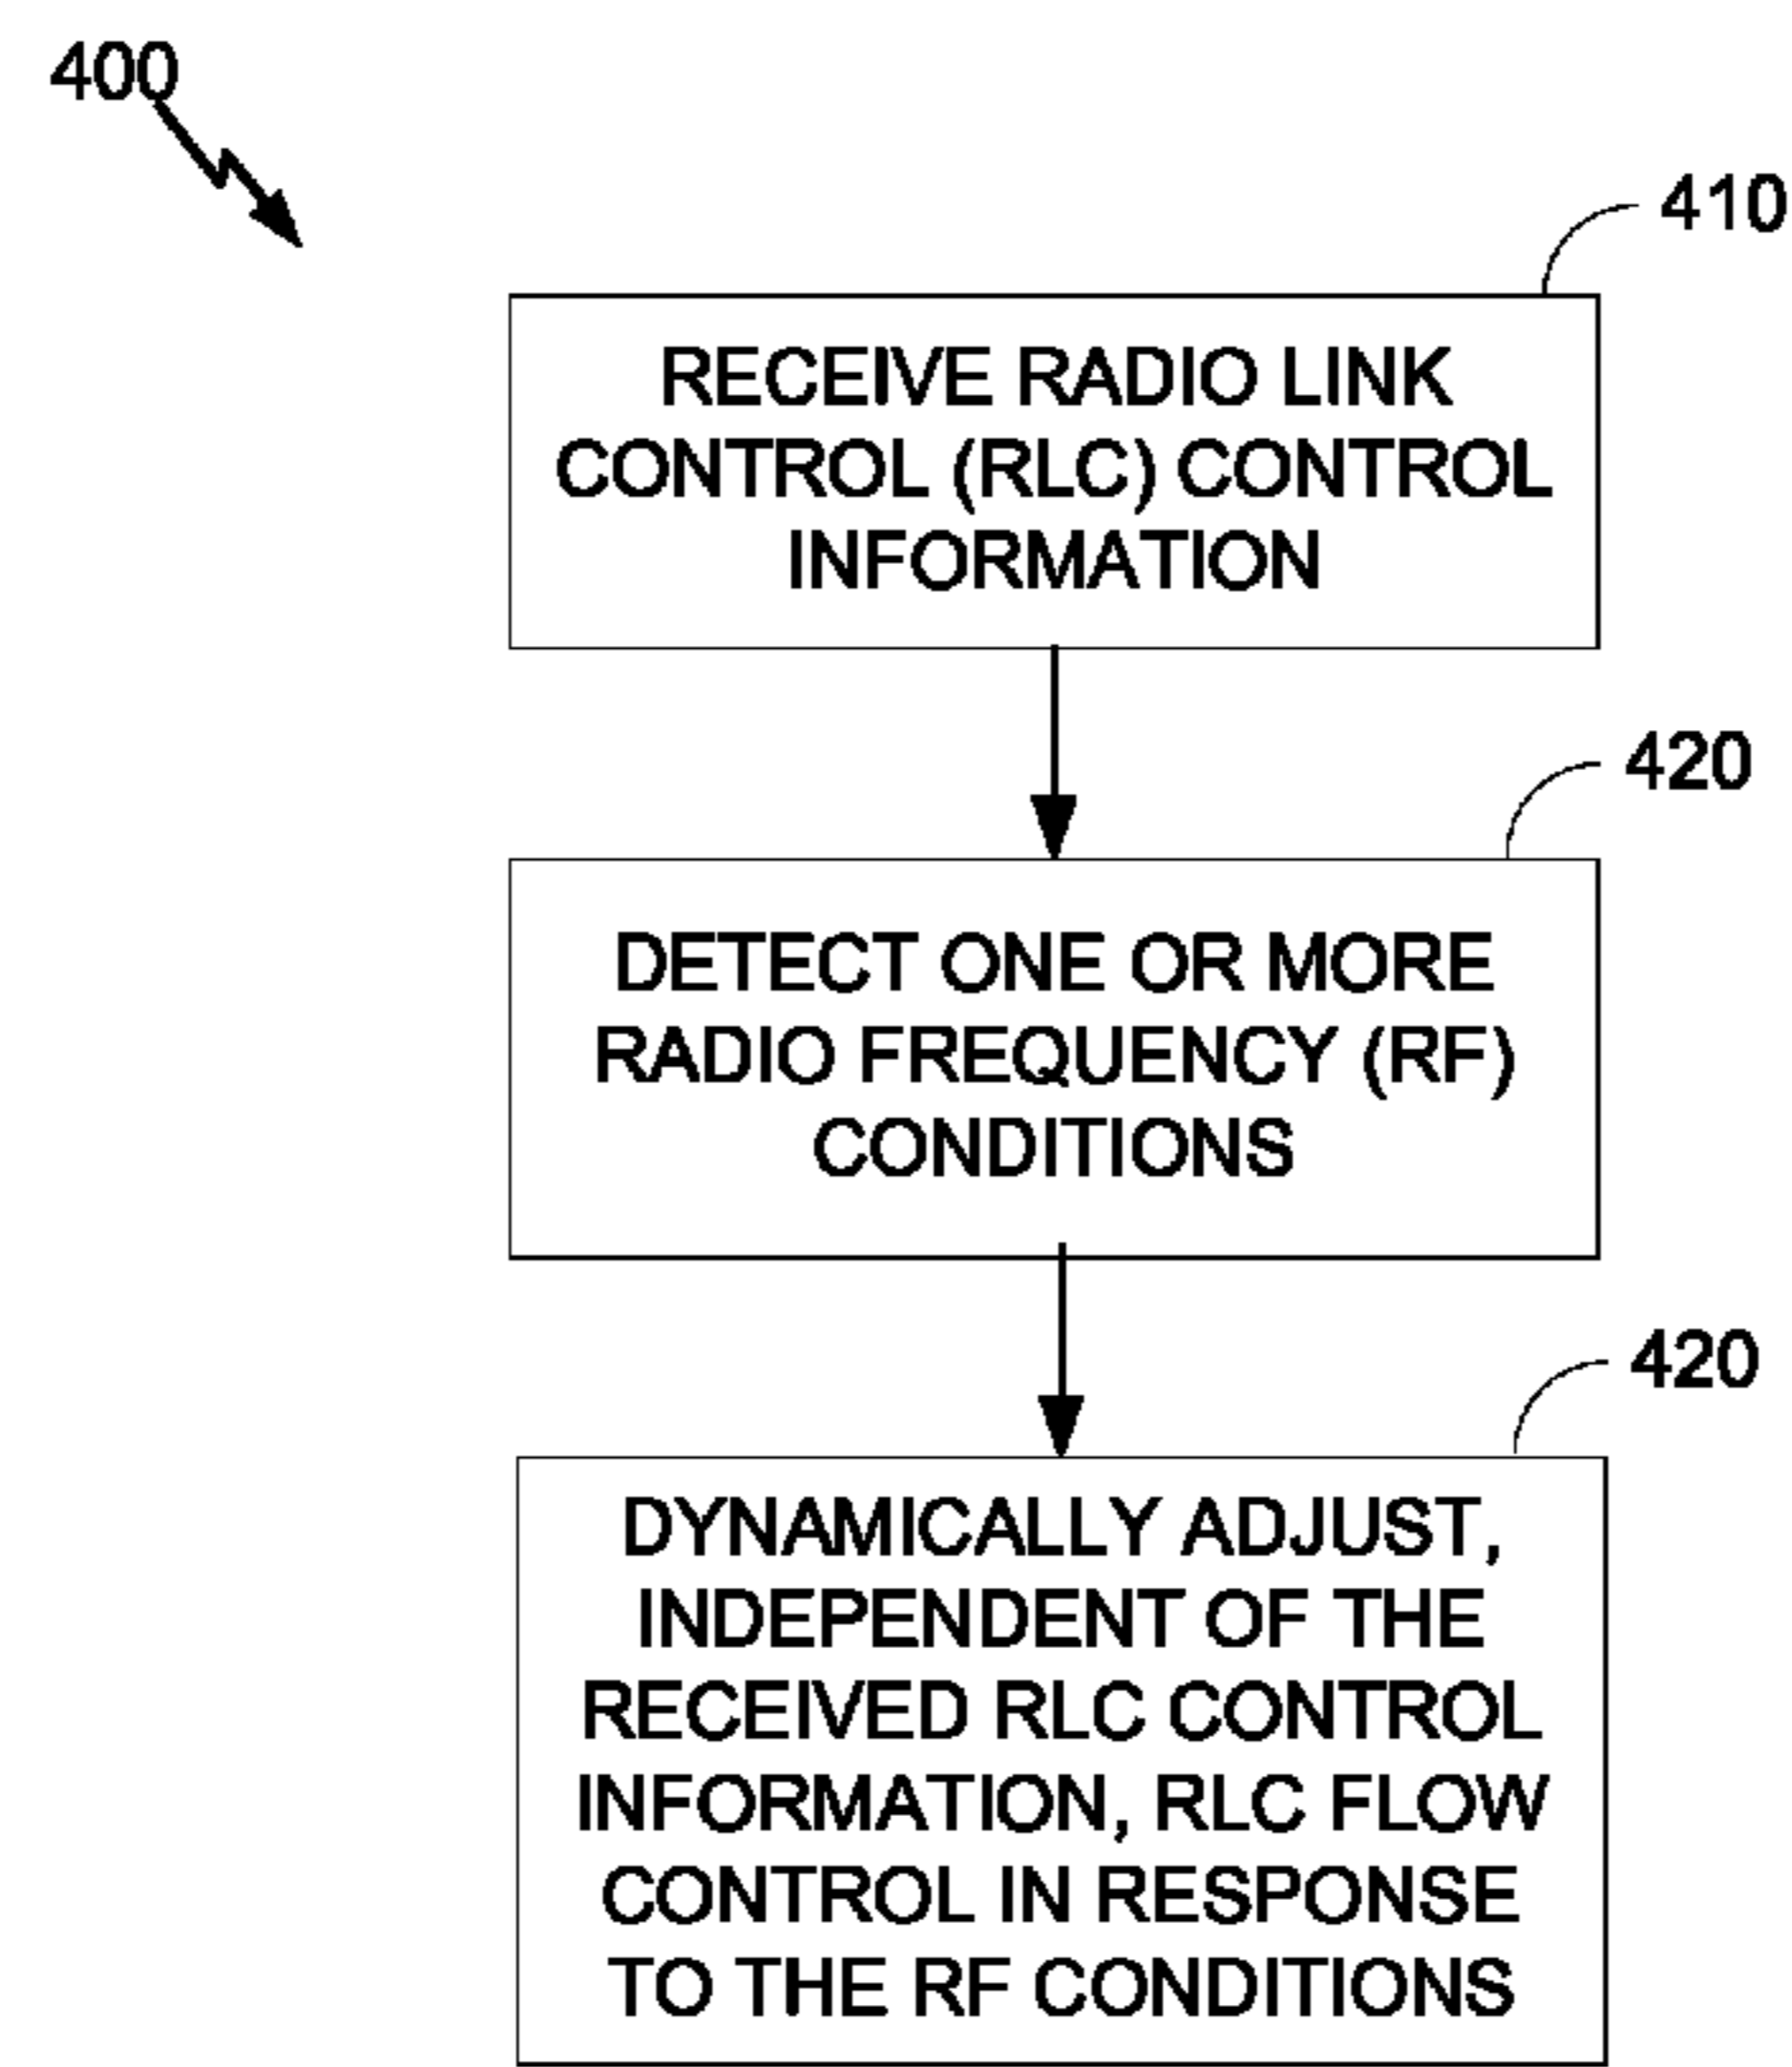 400
410
RECEIVE RADIO LINK
CONTROL (RLC) CONTROL
INFORMATION
420
DETECT ONE OR MORE
RADIO FREQUENCY (RF)
CONDITIONS
420
DYNAMICALLY ADJUST,
INDEPENDENT OF THE
RECEIVED RLC CONTROL
INFORMATION, RLC FLOW
CONTROL IN RESPONSE
TO THE RF CONDITIONS